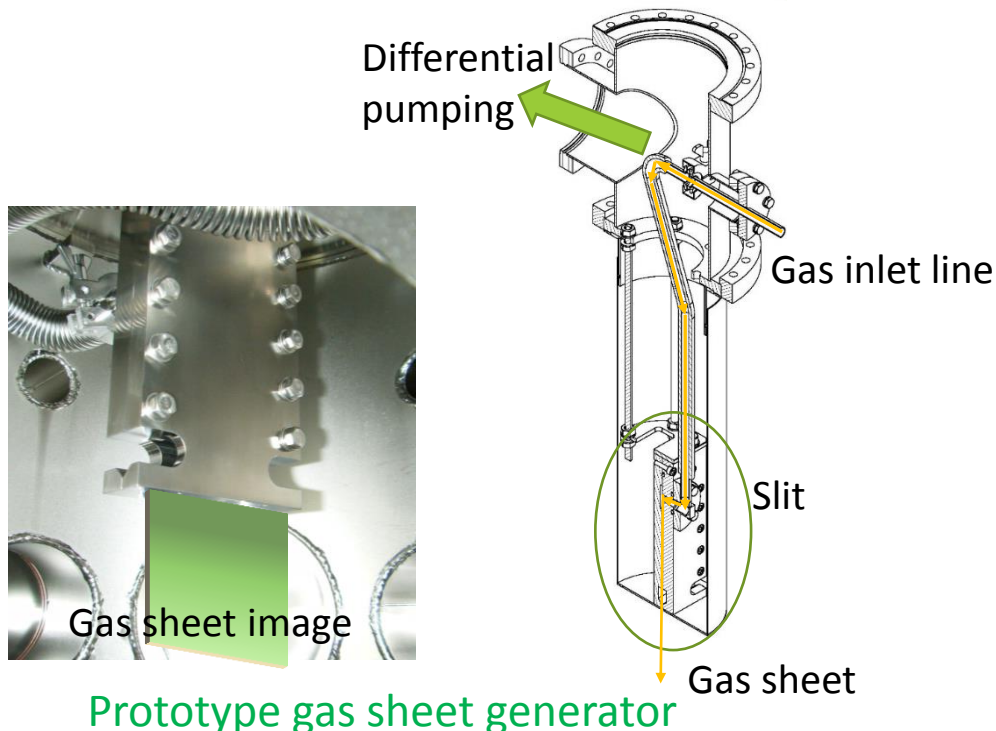 Differential
pumping
Gas inlet line
Slit
Gas sheet image
Gas sheet
Prototype gas sheet generator